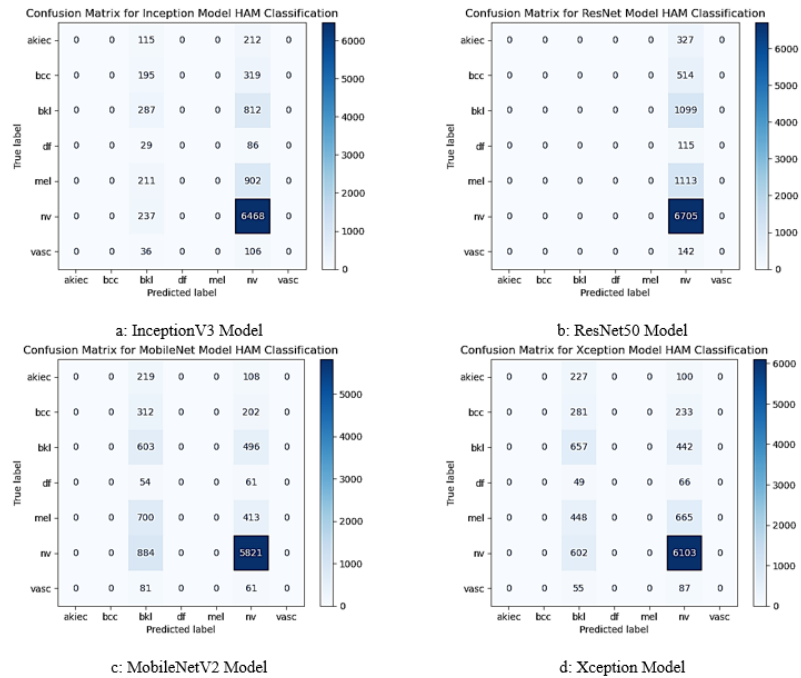 Confusion Matrix for Inception Model HAM Classification
True label
akiec 0 0 115 0 0 212 0
bcc 0 0 195 0 0 319 0
bkl 0 0 287 0 0 812 0
df 0 0 29 0 0 86 0
mel 0 0 211 0 0 902 0
nv 0 0 237 0 0 6468 0
vasc 0 0 36 0 0 106 0
akiec bcc bkl df mel nv vasc
Predicted label
6000
5000
4000
3000
2000
1000
0
a: InceptionV3 Model
Confusion Matrix for ResNet Model HAM Classification
True label
akiec 0 0 0 0 0 327 0
bcc 0 0 0 0 0 514 0
bkl 0 0 0 0 0 1099 0
df 0 0 0 0 0 115 0
mel 0 0 0 0 0 1113 0
nv 0 0 0 0 0 6705 0
vasc 0 0 0 0 0 142 0
akiec bcc bkl df mel nv vasc
Predicted label
6000
5000
4000
3000
2000
1000
0
b: ResNet50 Model
Confusion Matrix for MobileNet Model HAM Classification
True label
akiec 0 0 219 0 0 108 0
bcc 0 0 312 0 0 202 0
bkl 0 0 603 0 0 496 0
df 0 0 54 0 0 61 0
mel 0 0 700 0 0 413 0
nv 0 0 884 0 0 5821 0
vasc 0 0 81 0 0 61 0
akiec bcc bkl df mel nv vasc
Predicted label
5000
4000
3000
2000
1000
0
c: MobileNetV2 Model
Confusion Matrix for Xception Model HAM Classification
True label
akiec 0 0 227 0 0 100 0
bcc 0 0 281 0 0 233 0
bkl 0 0 657 0 0 442 0
df 0 0 49 0 0 66 0
mel 0 0 448 0 0 665 0
nv 0 0 602 0 0 6103 0
vasc 0 0 55 0 0 87 0
akiec bcc bkl df mel nv vasc
Predicted label
6000
5000
4000
3000
2000
1000
0
d: Xception Model